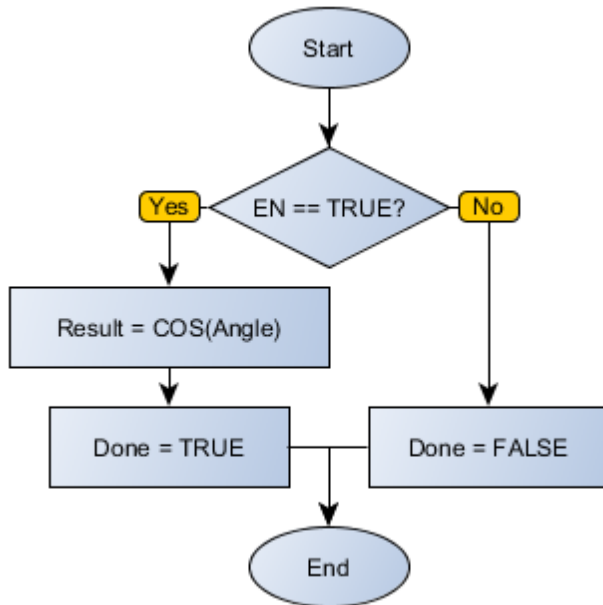 Start
EN == TRUE?
Yes
No
Result = COS(Angle)
Done = TRUE
Done = FALSE
End